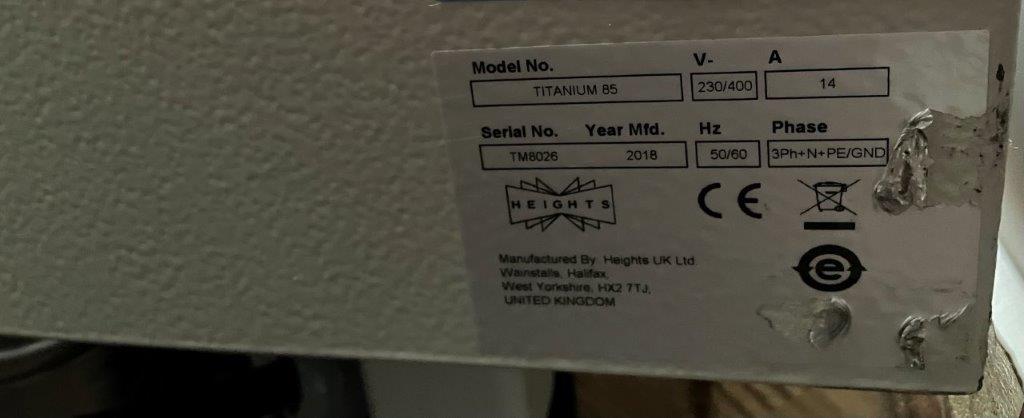 Model No. V- A
TITANIUM 85 230/400 14
Serial No. Year Mfd. Hz Phase
TM8026 2018 50/60 3Ph+N+PE/GND
HEIGHTS CE
e
Manufactured By Heights UK Ltd
Wainstalls, Halifax,
West Yorkshire, HX2 7TJ,
UNITED KINGDOM